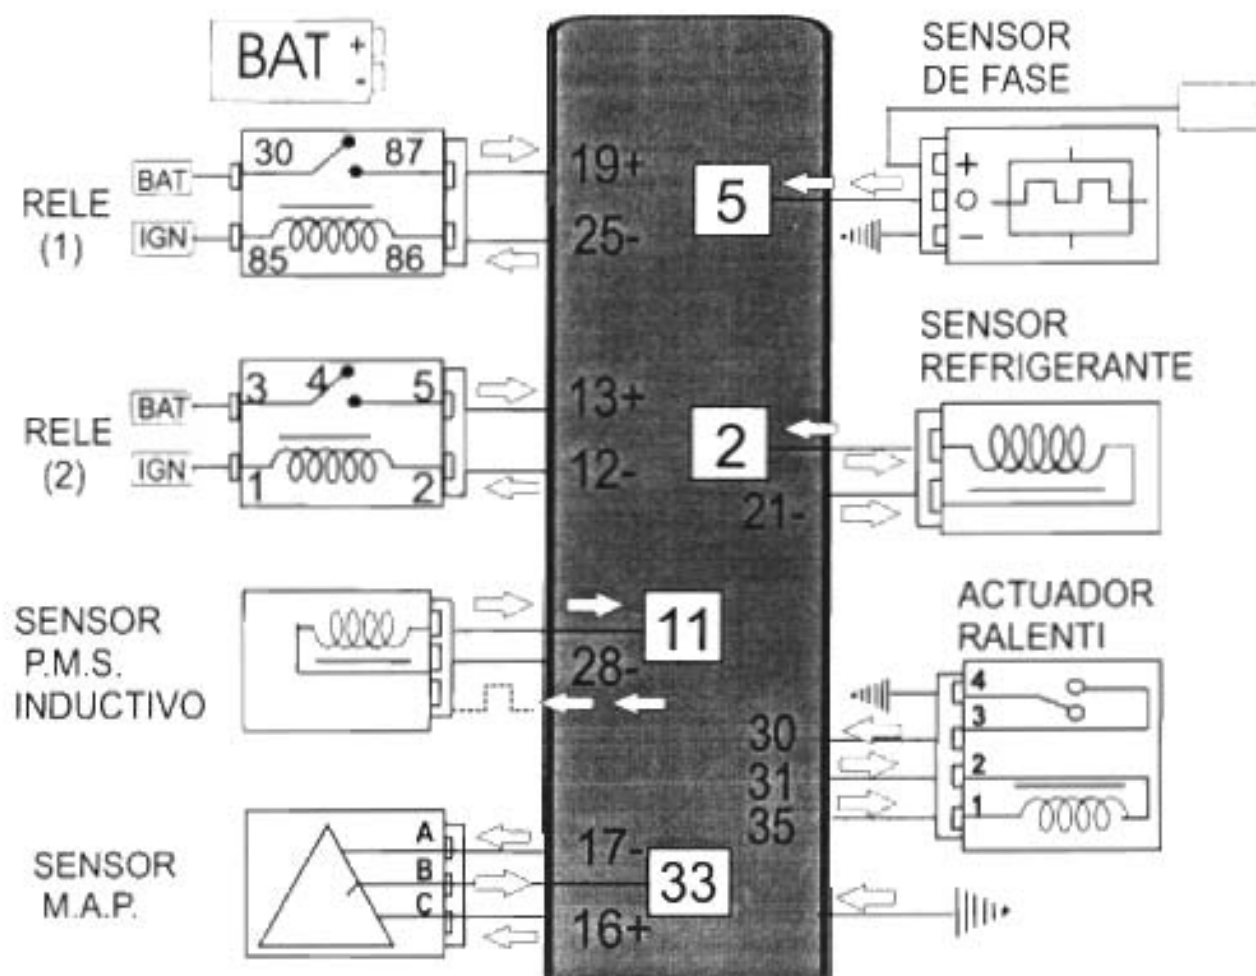 BAT + -
RELE
(1)
BAT
IGN
30 87
85 86
19+
25-
5
SENSOR
DE FASE
+
O
-
RELE
(2)
BAT
IGN
3 4 5
1 2
13+
12-
2
21-
SENSOR
REFRIGERANTE
SENSOR
P.M.S.
INDUCTIVO
11
28-
ACTUADOR
RALENTI
4
3
2
1
30
31
35
SENSOR
M.A.P.
A
B
C
17-
33
16+